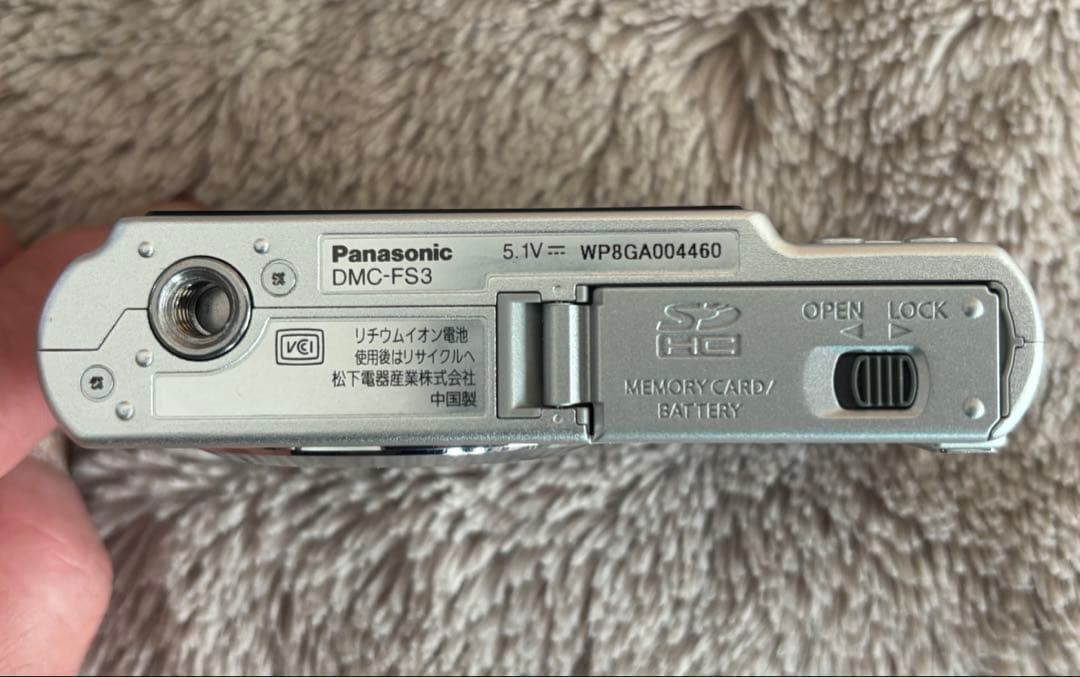 Panasonic 5.1V⎓ WP8GA004460
DMC-FS3
VCI
リチウムイオン電池
使用後はリサイクルへ
松下電器産業株式会社
中国製
SD
HC
MEMORY CARD/
BATTERY
OPEN LOCK